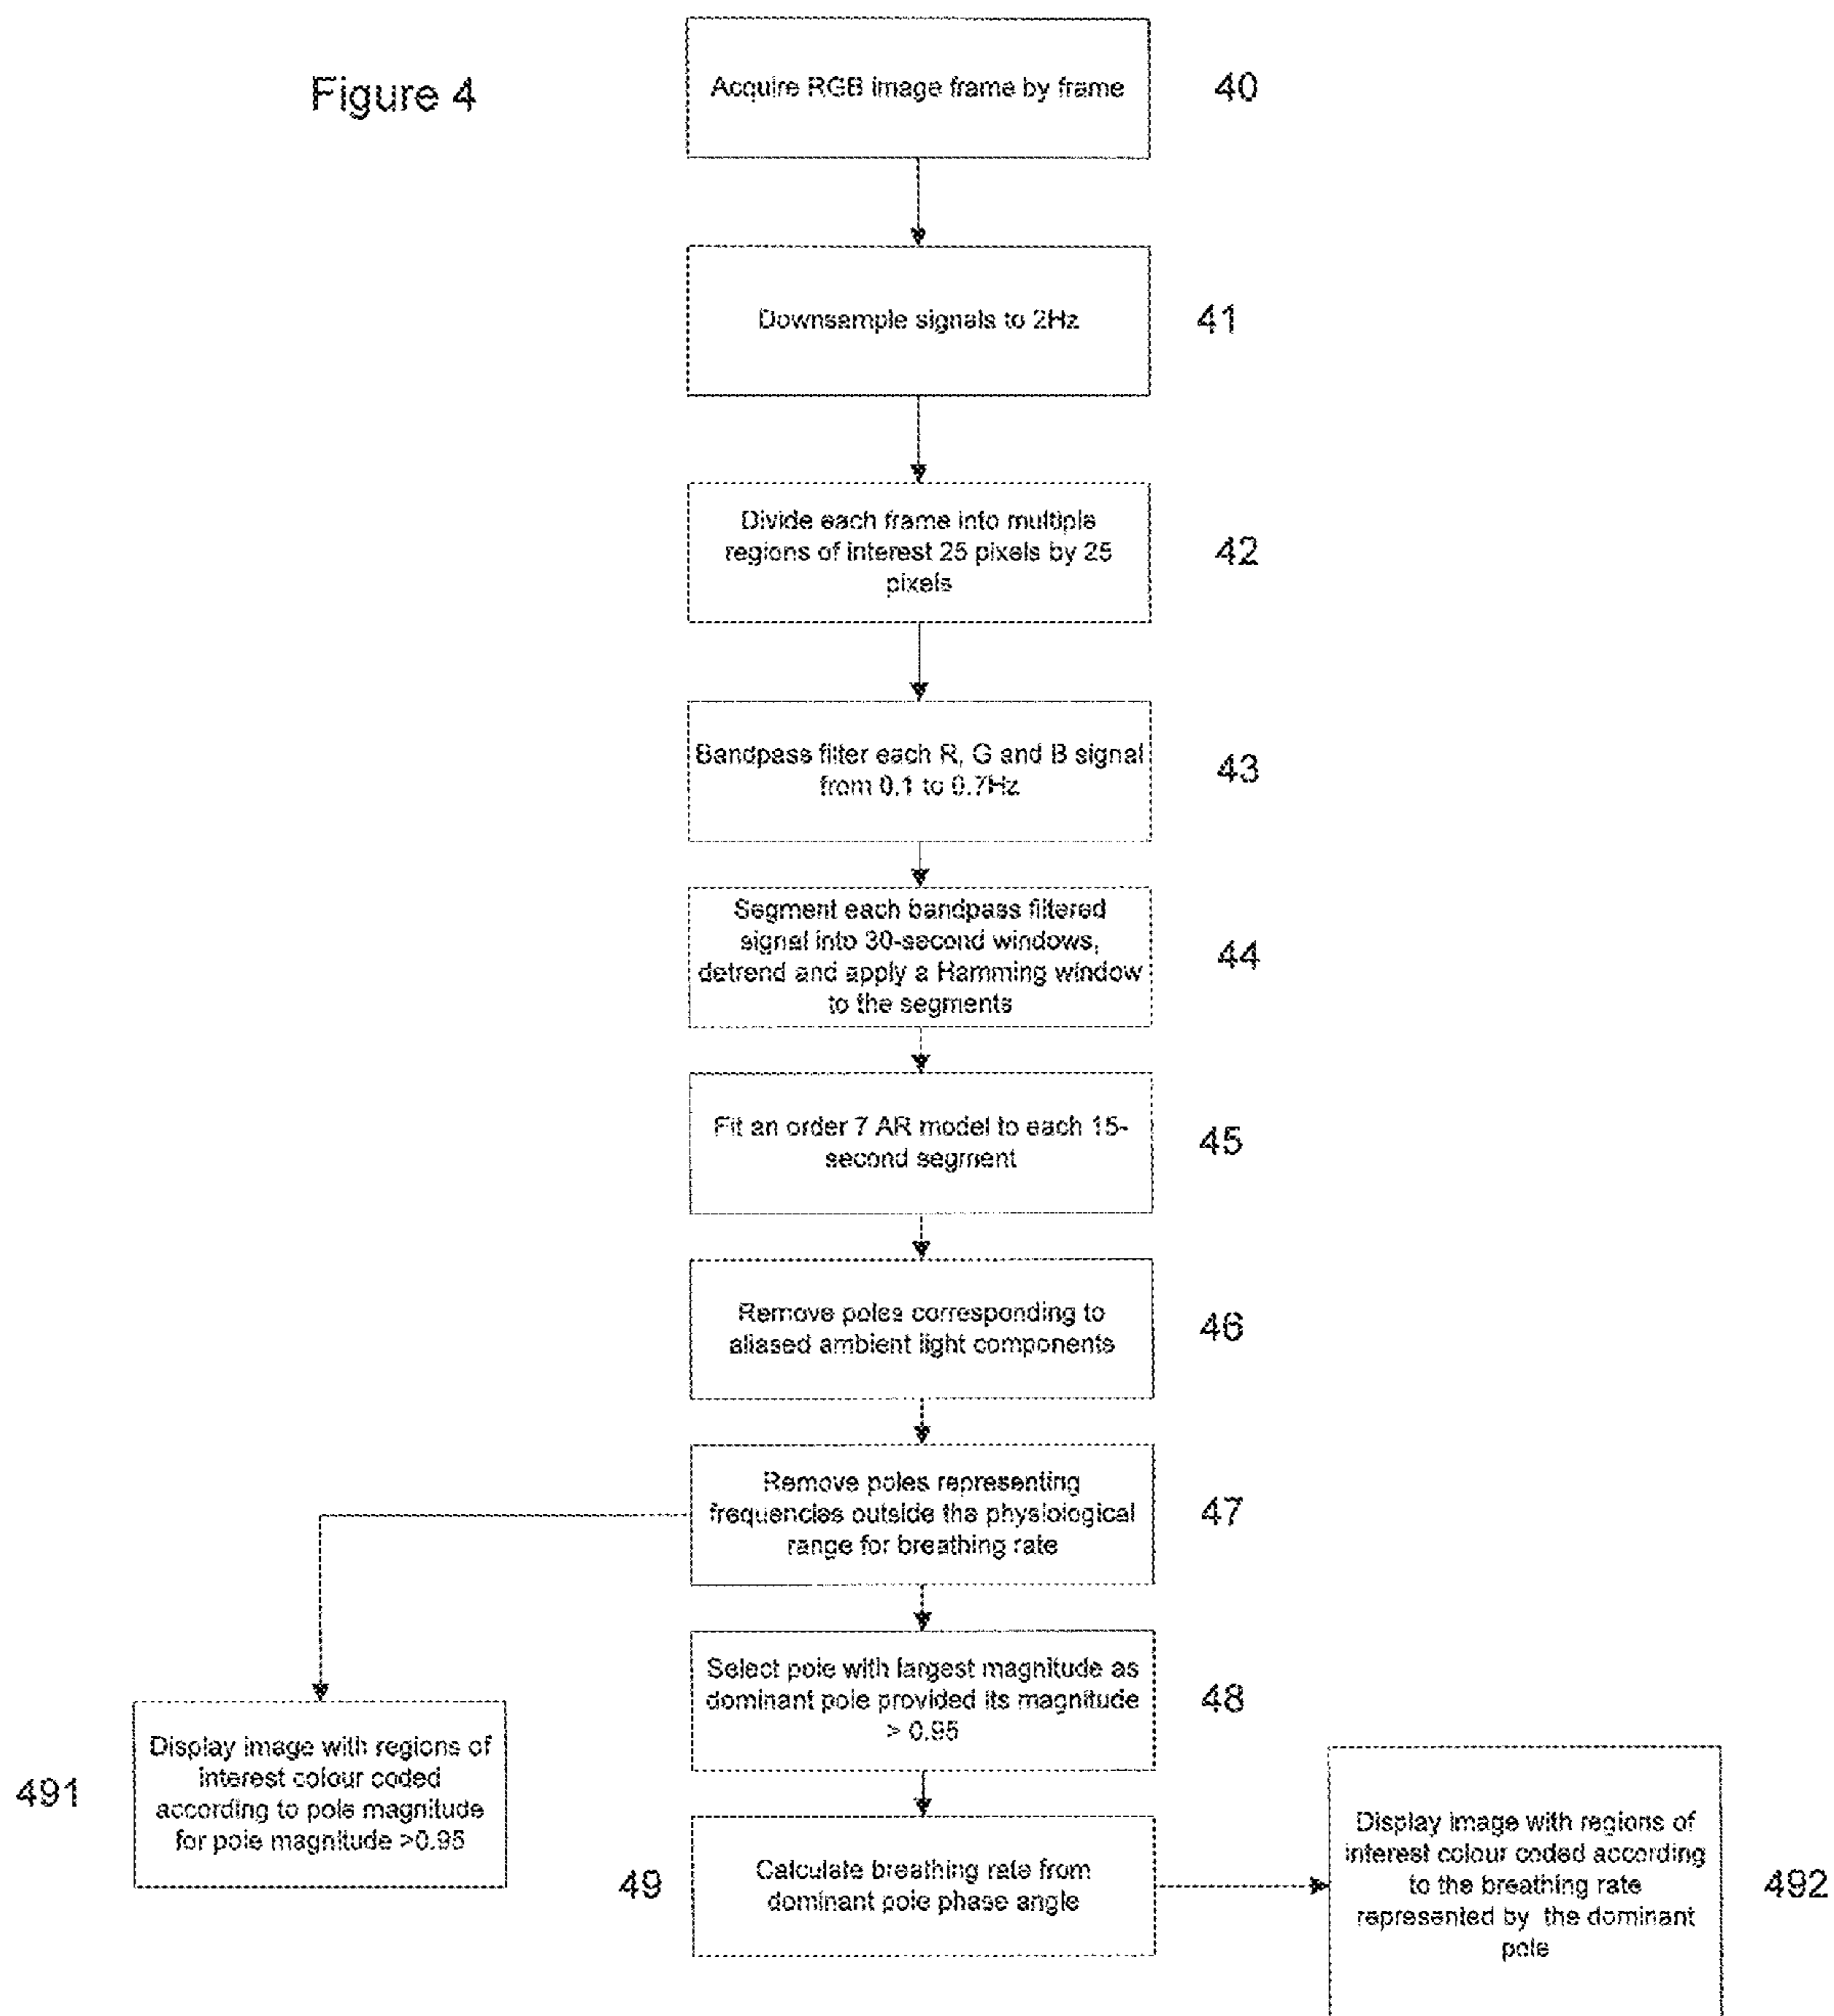 Figure 4
Acquire RGB image frame by frame
40
Downsample signals to 2Hz
41
Divide each frame into multiple
regions of interest 25 pixels by 25
pixels
42
Bandpass filter each R, G and B signal
from 0.1 to 0.7Hz
43
Segment each bandpass filtered
signal into 30-second windows,
detrend and apply a Hamming window
to the segments
44
Fit an order 7 AR model to each 15-
second segment
45
Remove poles corresponding to
aliased ambient light components
46
Remove poles representing
frequencies outside the physiological
range for breathing rate
47
Select pole with largest magnitude as
dominant pole provided its magnitude
> 0.95
48
491
Display image with regions of
interest colour coded
according to pole magnitude
for pole magnitude >0.95
49
Calculate breathing rate from
dominant pole phase angle
Display image with regions of
interest colour coded according
to the breathing rate
represented by the dominant
pole
492